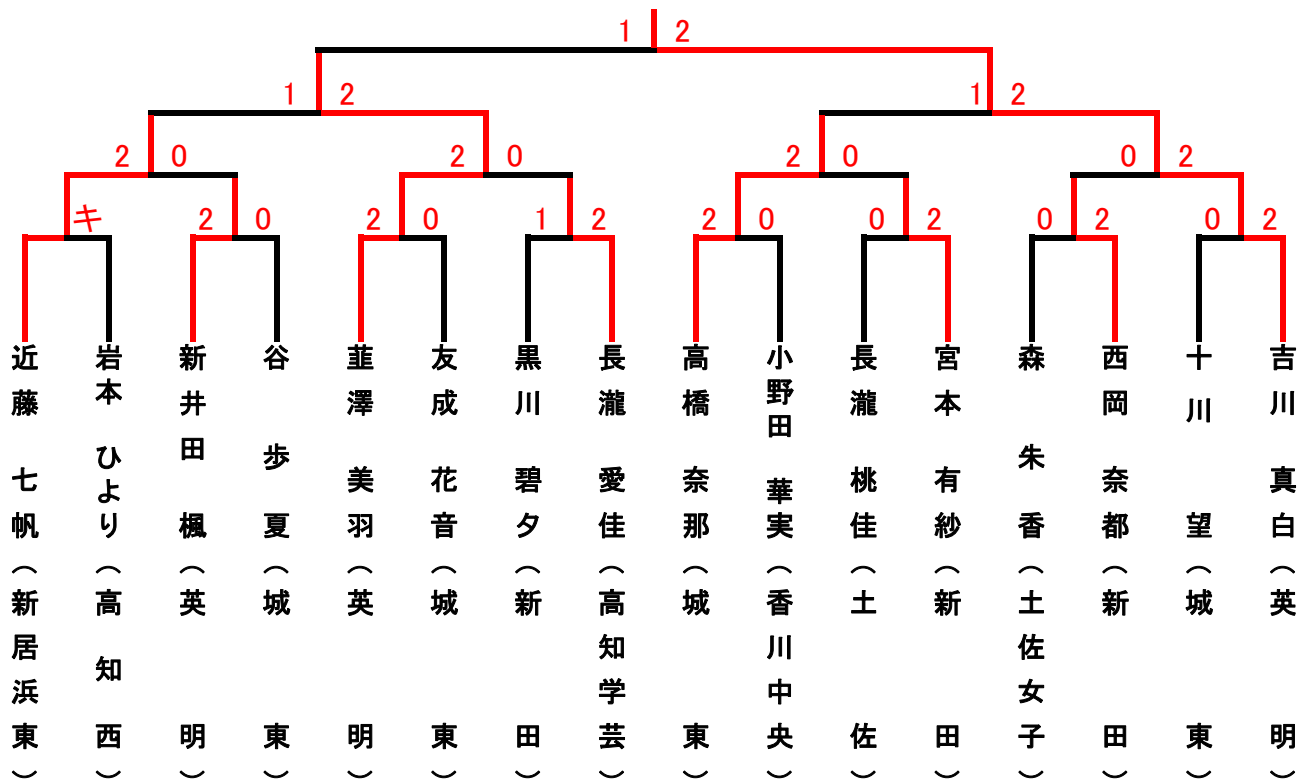 1 2
1 2 1 2
2 0 2 0 2 0 0 2
キ 2 0 2 0 1 2 2 0 0 2 0 2 0 2
近藤 七帆（新居浜東）
岩本 ひより（高知西）
新井田 楓（英明）
谷 歩夏（城東）
韮澤 美羽（英明）
友成 花音（城東）
黒川 碧夕（新田）
長瀧 愛佳（高知学芸）
高橋 奈那（城東）
小野田 華実（香川中央）
長瀧 桃佳（土佐）
宮本 有紗（新田）
森 朱香（土佐女子）
西岡 奈都（新田）
十川 望（城東）
吉川 真白（英明）